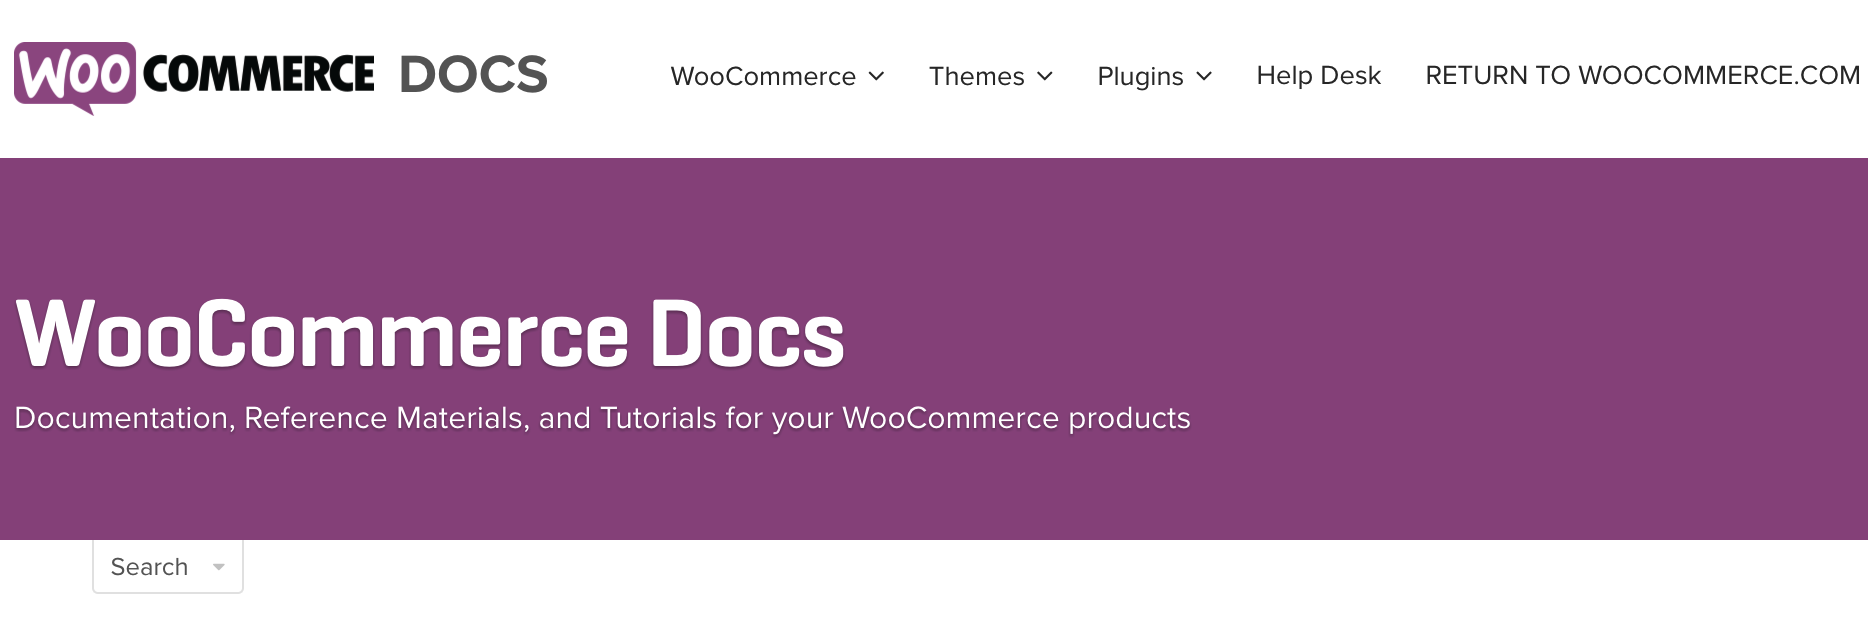 WOO COMMERCE DOCS
WooCommerce Themes Plugins Help Desk RETURN TO WOOCOMMERCE.COM
WooCommerce Docs
Documentation, Reference Materials, and Tutorials for your WooCommerce products
Search